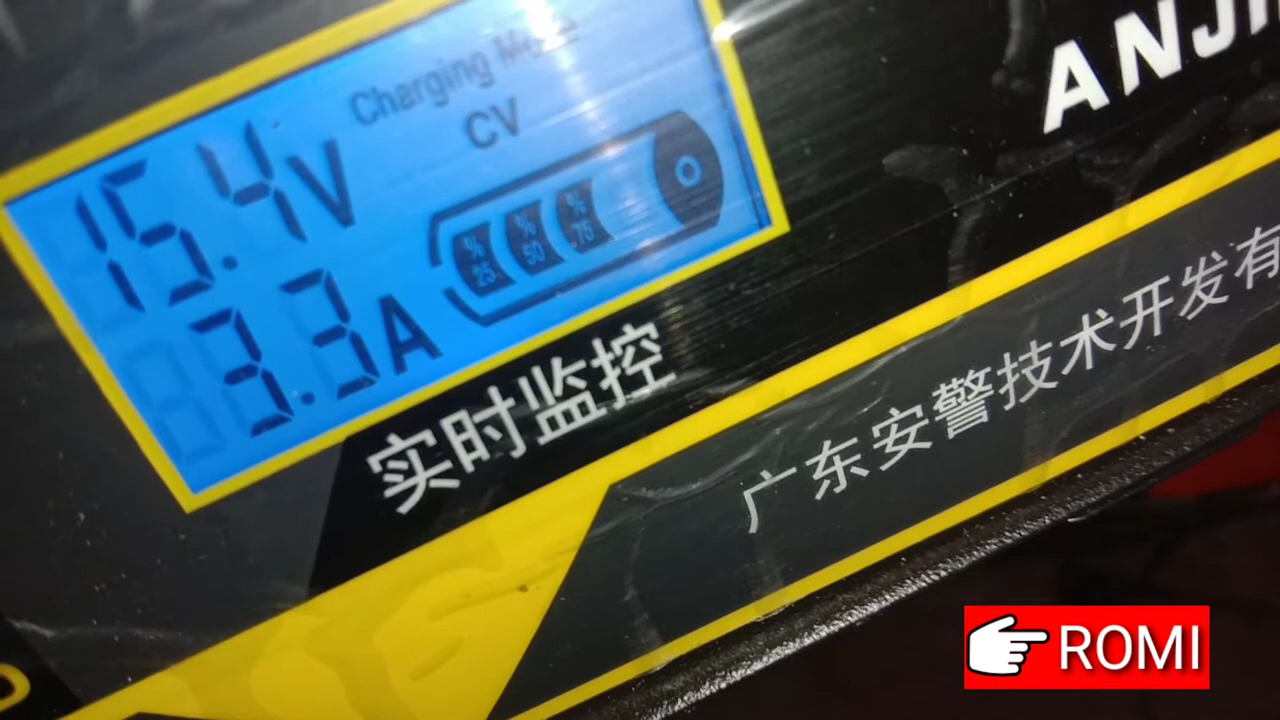 Charging Mode
CV
15.4V
3.3A
%
25
%
50
%
75
实时监控
ANJI
广东安警技术开发有
ROMI